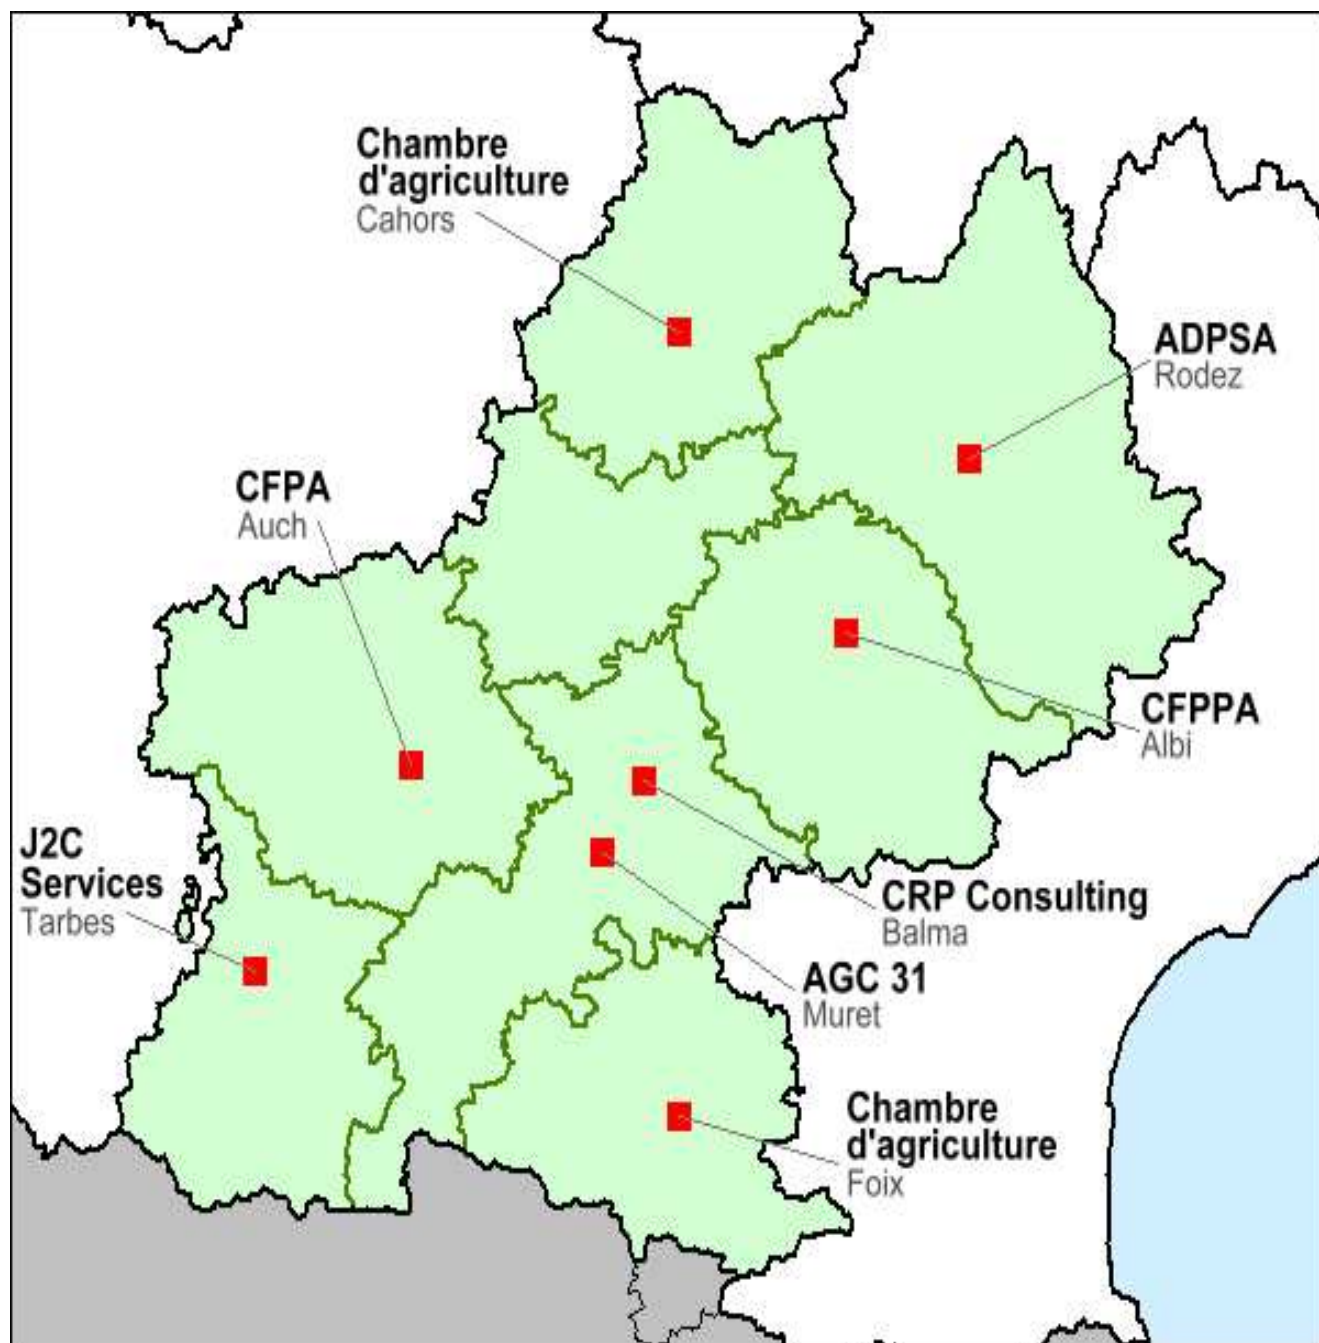 Chambre
d'agriculture
Cahors
ADPSA
Rodez
CFPA
Auch
CFPPA
Albi
J2C
Services
Tarbes
CRP Consulting
Balma
AGC 31
Muret
Chambre
d'agriculture
Foix